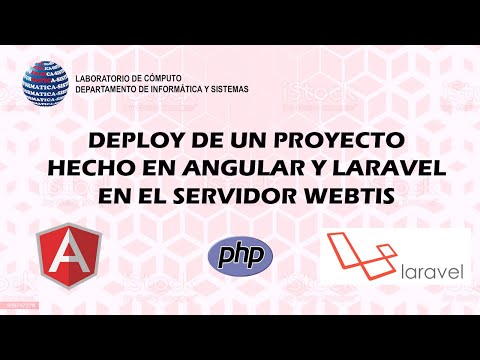 LABORATORIO DE CÓMPUTO
DEPARTAMENTO DE INFORMÁTICA Y SISTEMAS
DEPLOY DE UN PROYECTO
HECHO EN ANGULAR Y LARAVEL
EN EL SERVIDOR WEBTIS
A
php
laravel
iStock